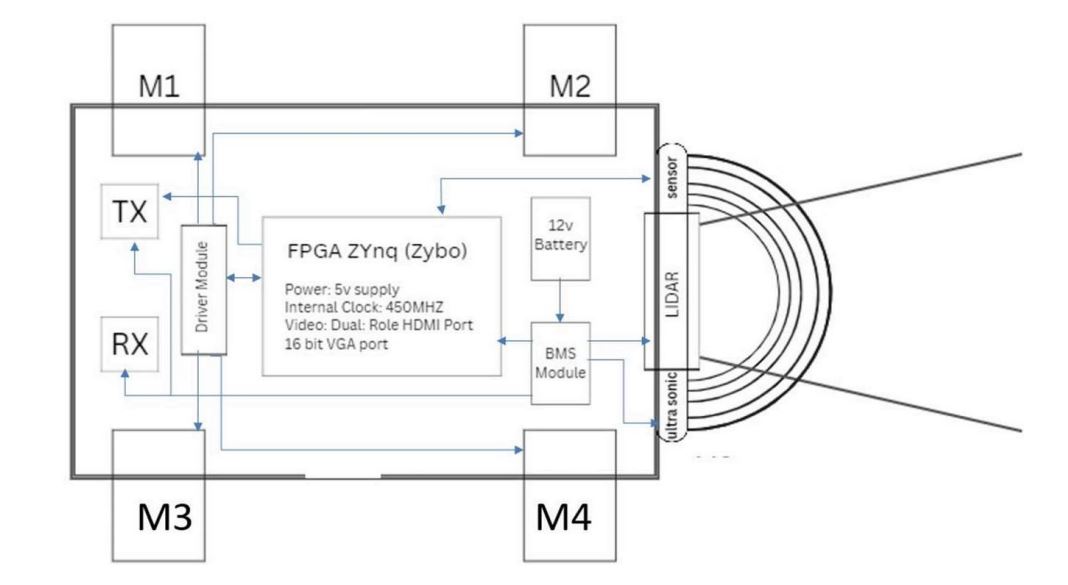 M1
M2
sensor
TX
12v
Battery
Driver Module
FPGA ZYnq (Zybo)
Power: 5v supply
Internal Clock: 450MHZ
Video: Dual: Role HDMI Port
16 bit VGA port
LIDAR
RX
BMS
Module
ultra sonic
M3
M4